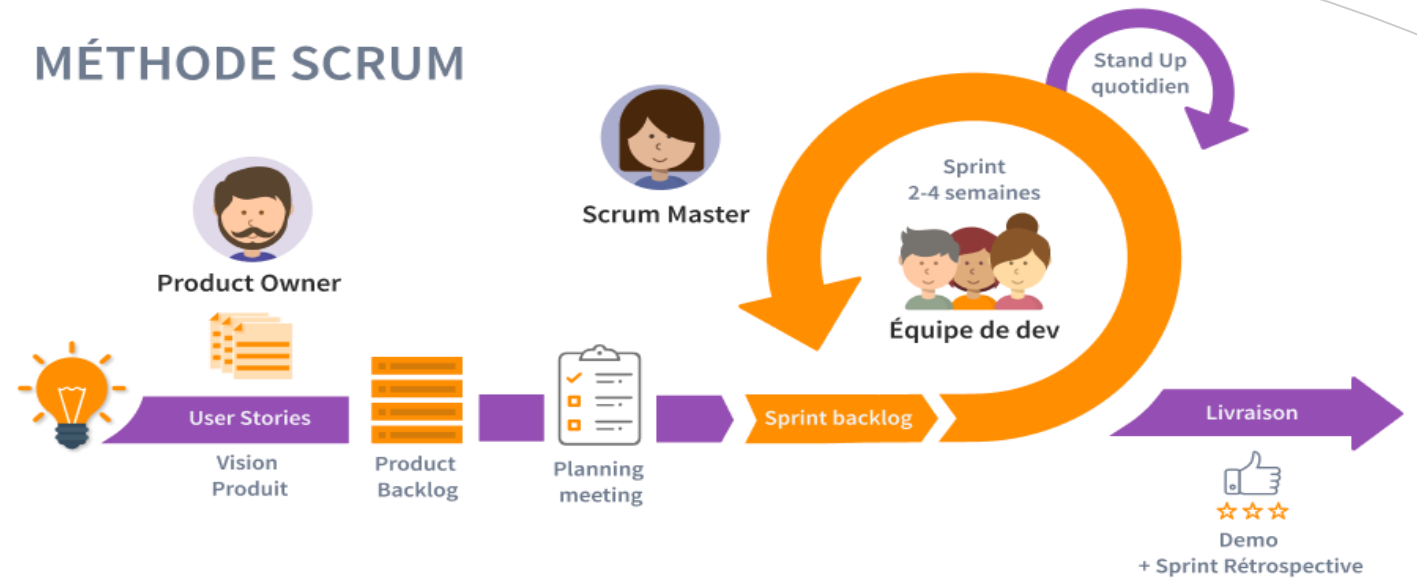 MÉTHODE SCRUM
Stand Up
quotidien
Sprint
2-4 semaines
Scrum Master
Product Owner
Équipe de dev
User Stories
Sprint backlog
Livraison
Vision
Produit
Product
Backlog
Planning
meeting
Demo
+ Sprint Rétrospective